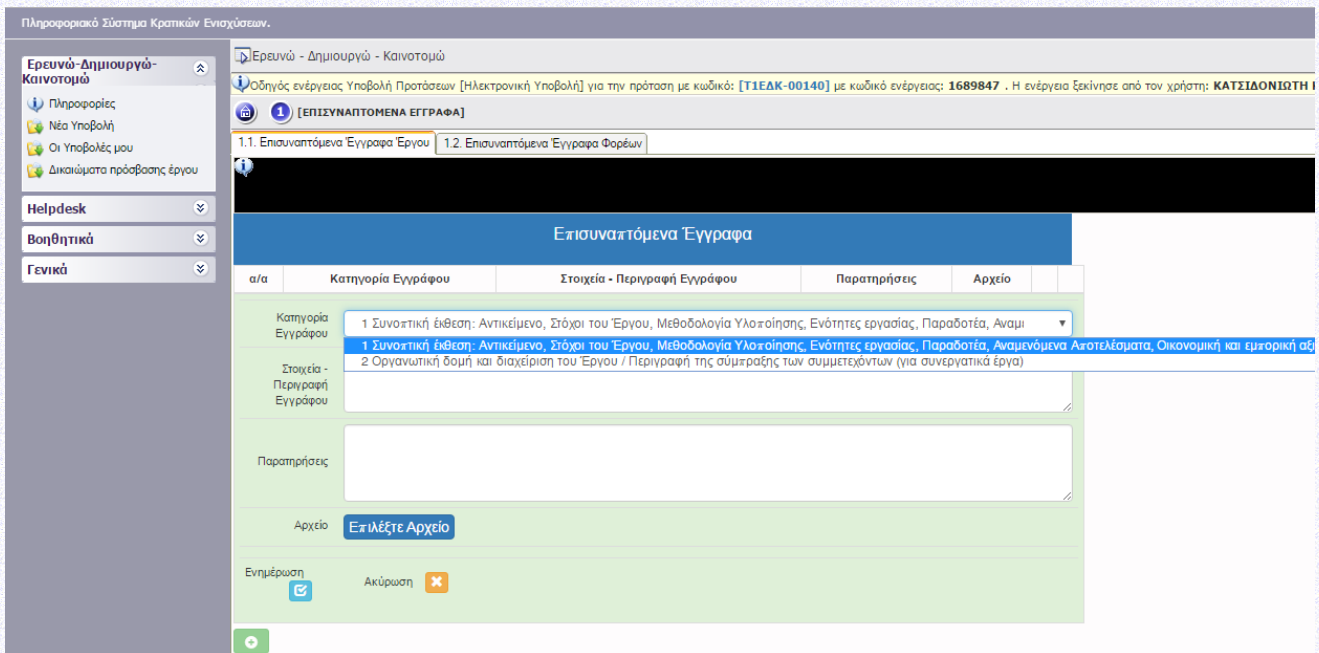 Πληροφοριακό Σύστημα Κρατικών Ενισχύσεων.
Ερευνώ-Δημιουργώ-
Καινοτομώ
Πληροφορίες
Νέα Υποβολή
Οι Υποβολές μου
Δικαιώματα πρόσβασης έργου
Helpdesk
Βοηθητικά
Γενικά
Ερευνώ - Δημιουργώ - Καινοτομώ
Οδηγός ενέργειας Υποβολή Προτάσεων [Ηλεκτρονική Υποβολή] για την πρόταση με κωδικό: [Τ1ΕΔΚ-00140] με κωδικό ενέργειας: 1689847 . Η ενέργεια ξεκίνησε από τον χρήστη: ΚΑΤΣΙΔΟΝΙΩΤΗ
1 [ΕΠΙΣΥΝΑΠΤΟΜΕΝΑ ΕΓΓΡΑΦΑ]
1.1. Επισυναπτόμενα Έγγραφα Έργου 1.2. Επισυναπτόμενα Έγγραφα Φορέων
Επισυναπτόμενα Έγγραφα
α/α Κατηγορία Εγγράφου Στοιχεία - Περιγραφή Εγγράφου Παρατηρήσεις Αρχείο
Κατηγορία
Εγγράφου
1 Συνοπτική έκθεση: Αντικείμενο, Στόχοι του Έργου, Μεθοδολογία Υλοποίησης, Ενότητες εργασίας, Παραδοτέα, Αναμι
1 Συνοπτική έκθεση: Αντικείμενο, Στόχοι του Έργου, Μεθοδολογία Υλοποίησης, Ενότητες εργασίας, Παραδοτέα, Αναμενόμενα Αποτελέσματα, Οικονομική και εμπορική αξι
2 Οργανωτική δομή και διαχείριση του Έργου / Περιγραφή της σύμπραξης των συμμετεχόντων (για συνεργατικά έργα)
Στοιχεία -
Περιγραφή
Εγγράφου
Παρατηρήσεις
Αρχείο Επιλέξτε Αρχείο
Ενημέρωση
Ακύρωση